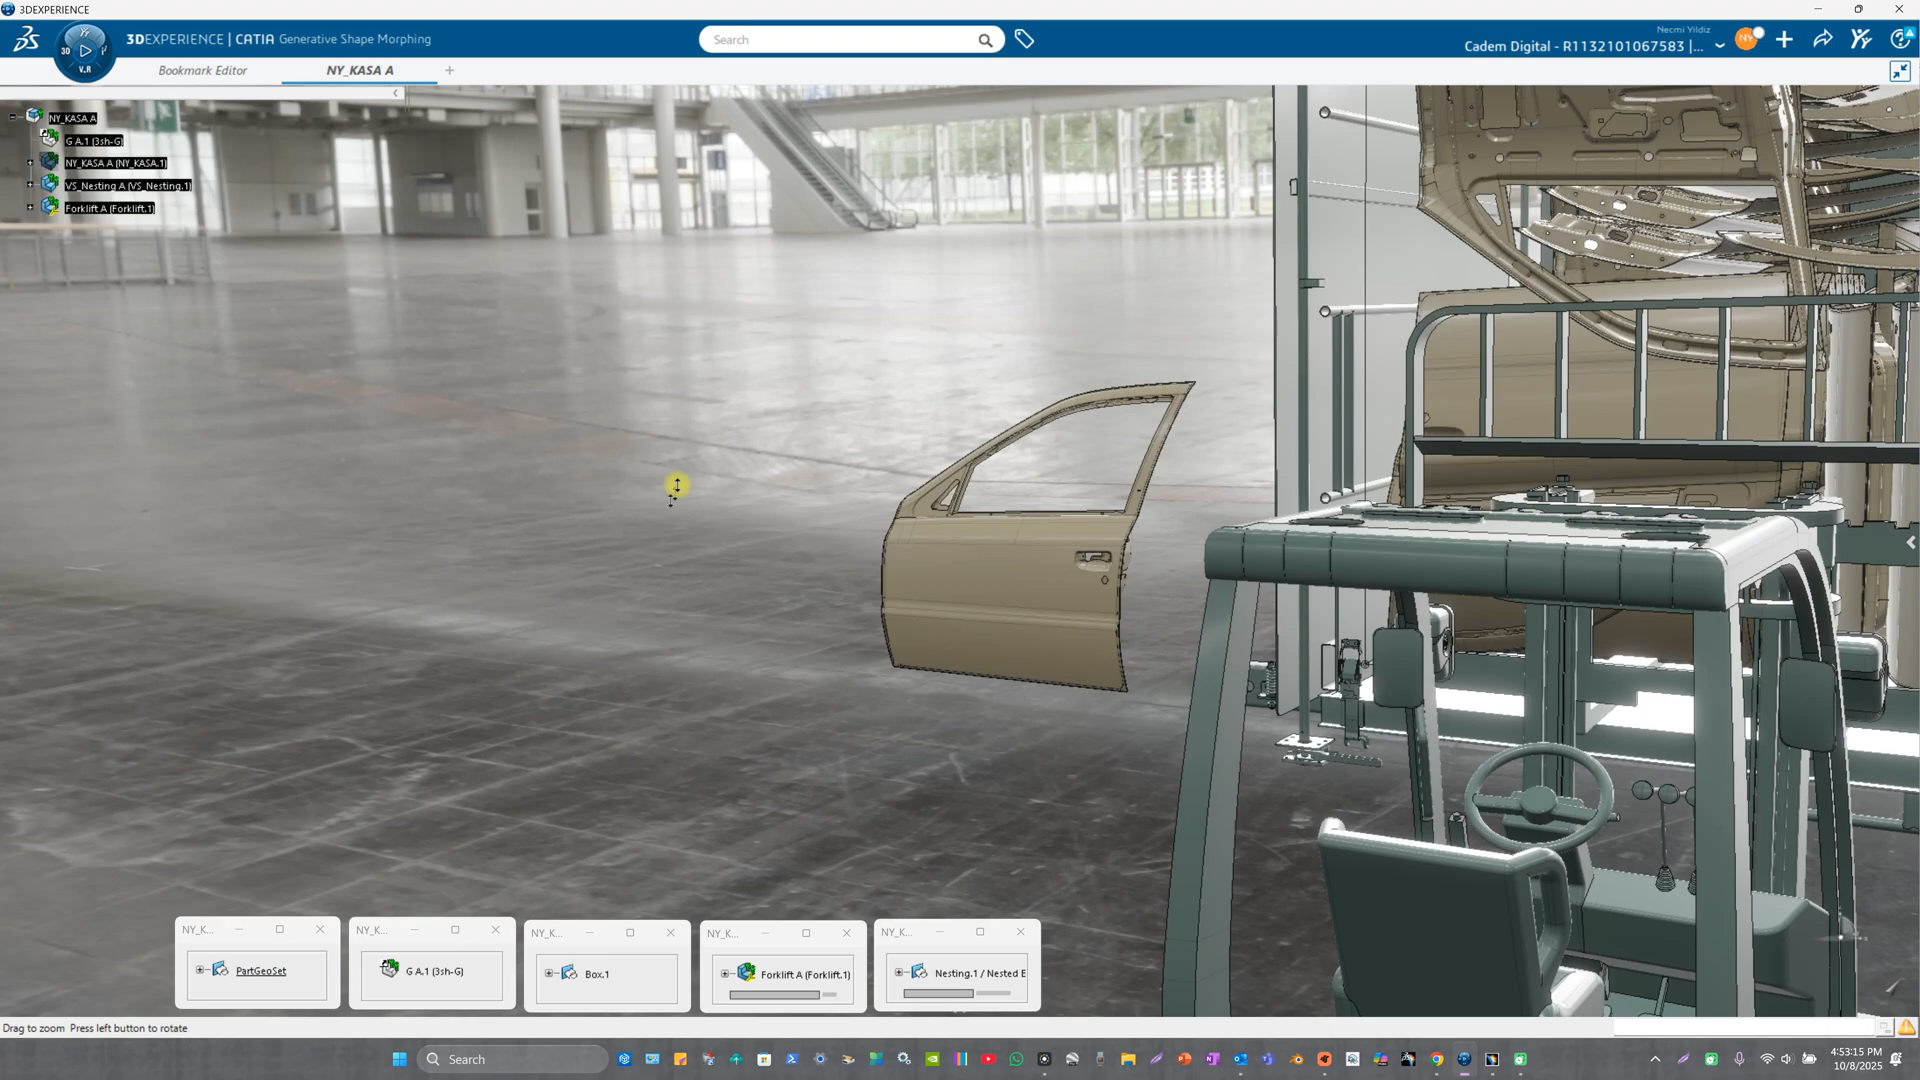 3DEXPERIENCE
3DEXPERIENCE | CATIA Generative Shape Morphing
Search
Necmi Yildiz
Cadem Digital - R1132101067583 |...
NY
3D
V.R
Bookmark Editor
NY_KASA A
NY_KASA A
G A.1 (3sh-G)
NY_KASA A (NY_KASA.1)
VS_Nesting A (VS_Nesting.1)
Forklift A (Forklift.1)
NY_K...
PartGeoSet
NY_K...
G A.1 (3sh-G)
NY_K...
Box.1
NY_K...
Forklift A (Forklift.1)
NY_K...
Nesting.1 / Nested E
Drag to zoom Press left button to rotate
Search
4:53:15 PM
10/8/2025